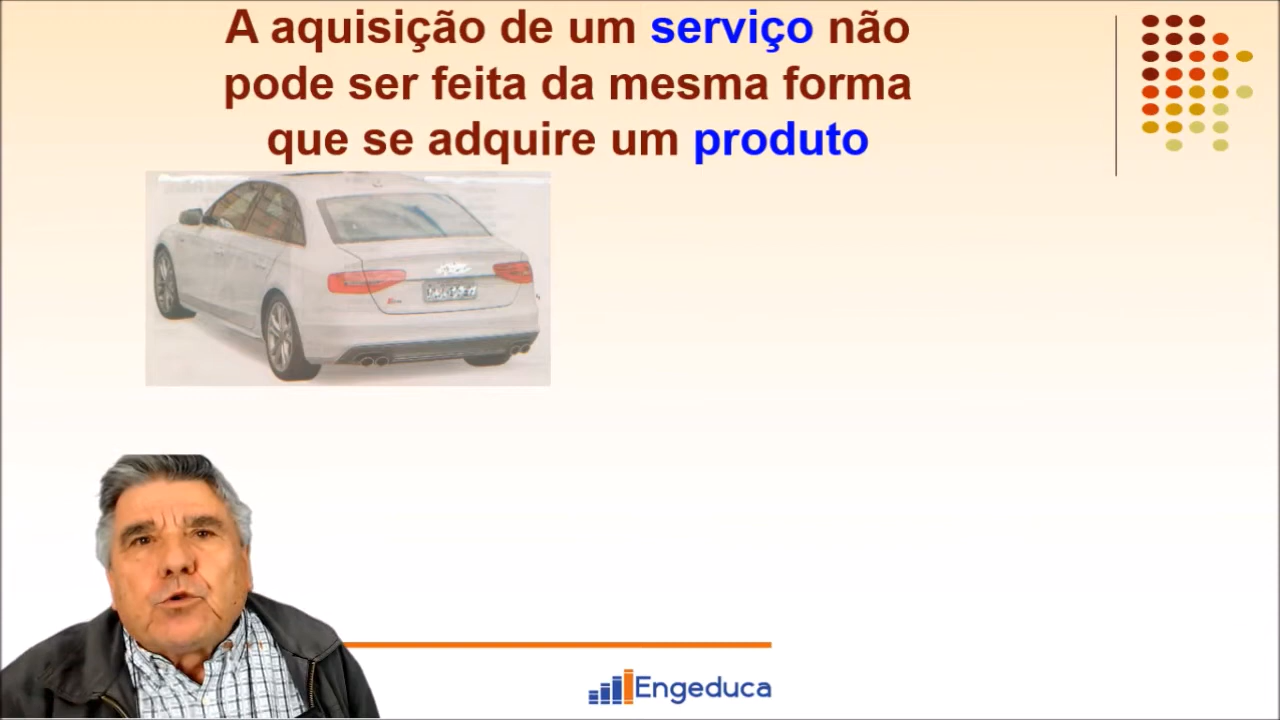 A aquisição de um serviço não
pode ser feita da mesma forma
que se adquire um produto
Engeduca